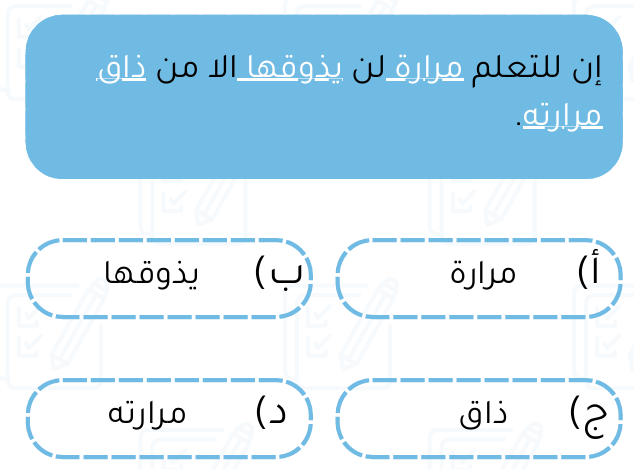 إن للتعلم مرارة لن يذوقها الا من ذاق
مرارته.
أ) مرارة
ب) يذوقها
ج) ذاق
د) مرارته